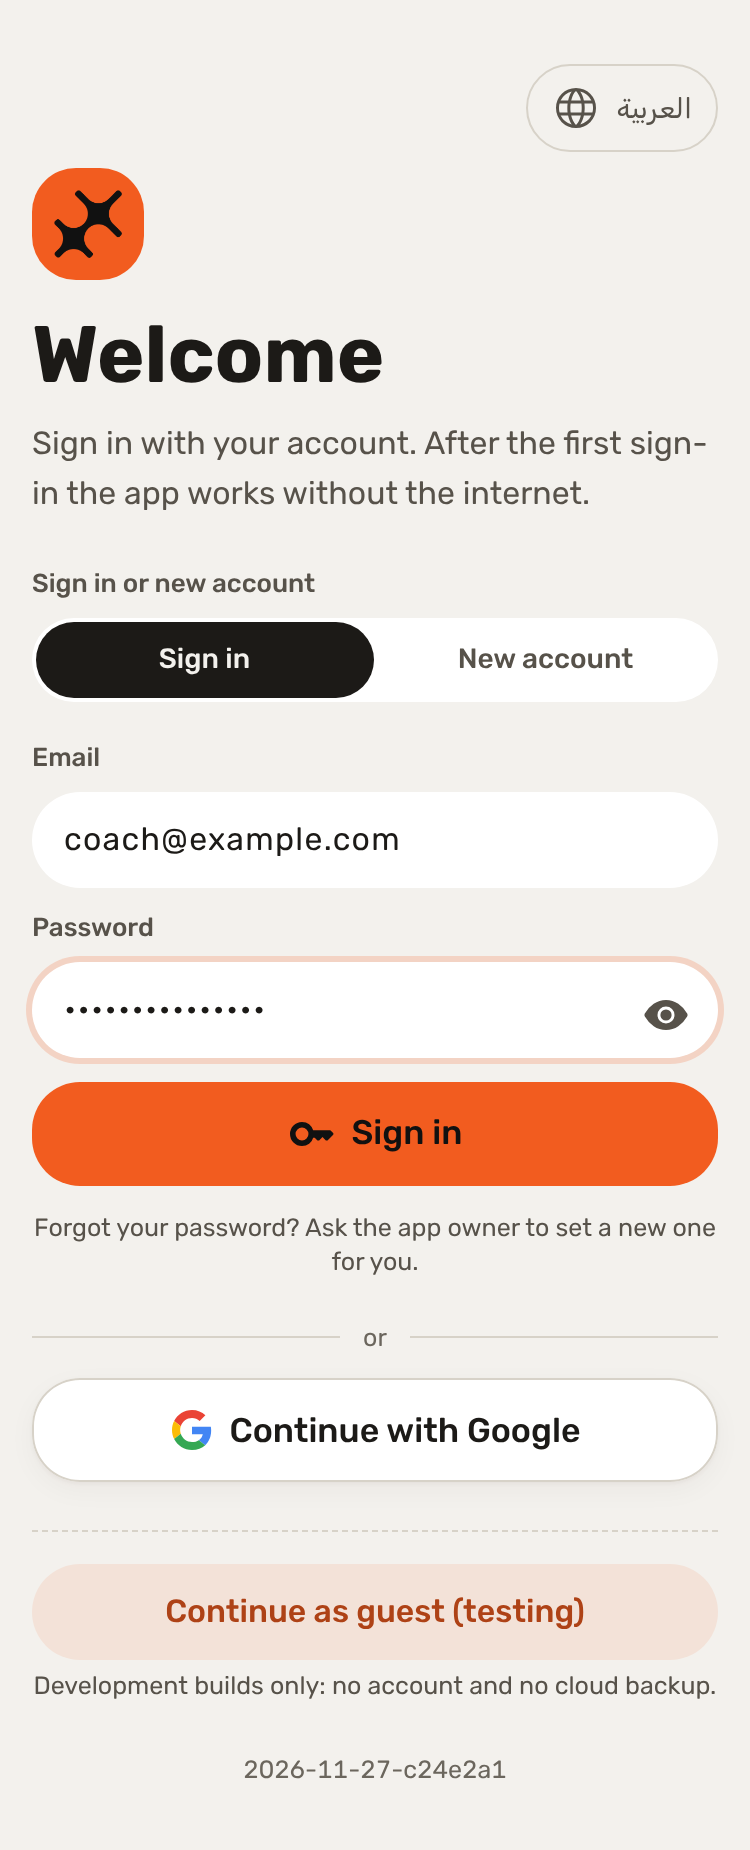 العربية
Welcome
Sign in with your account. After the first sign-
in the app works without the internet.
Sign in or new account
Sign in
New account
Email
coach@example.com
Password
•••••••••••••••
Sign in
Forgot your password? Ask the app owner to set a new one
for you.
or
Continue with Google
Continue as guest (testing)
Development builds only: no account and no cloud backup.
2026-11-27-c24e2a1